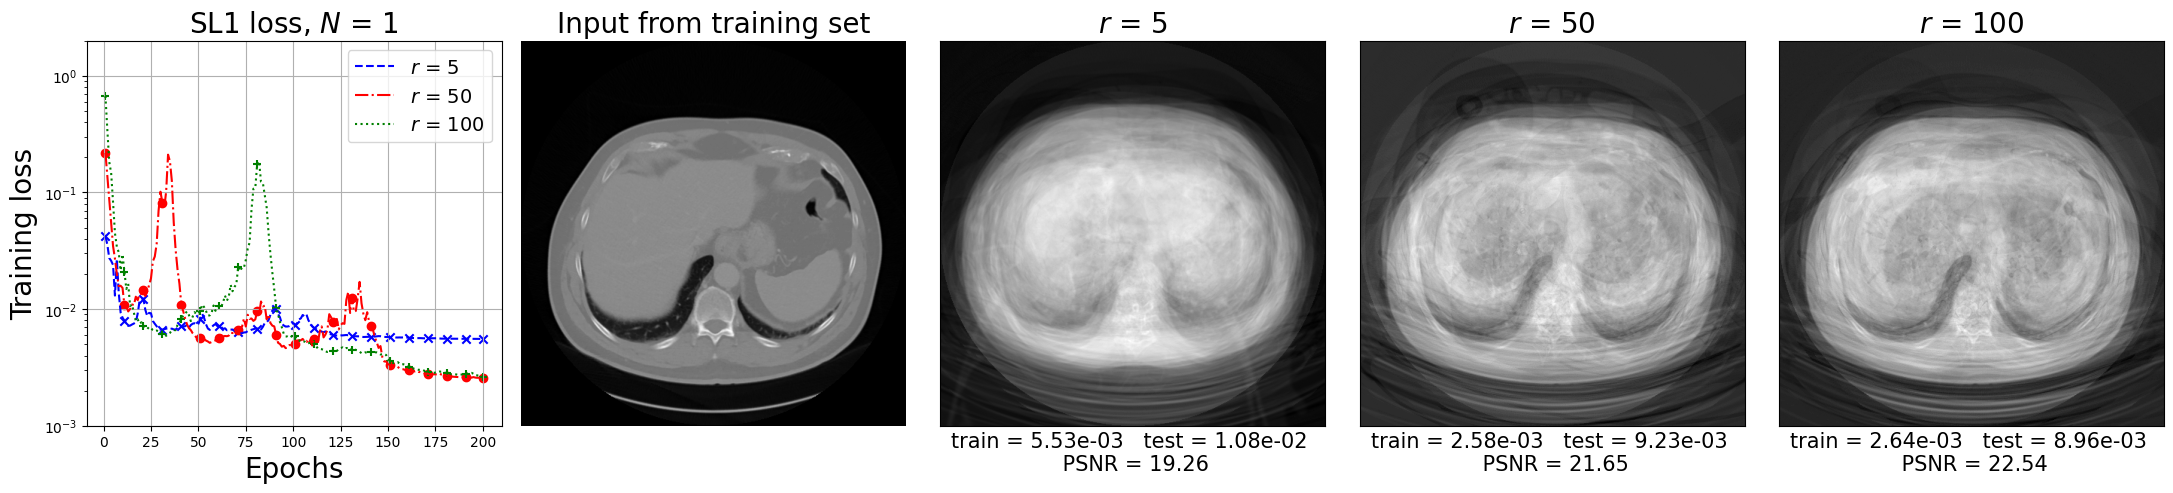 SL1 loss, N = 1
Training loss
10⁰
10⁻¹
10⁻²
10⁻³
r = 5
r = 50
r = 100
0 25 50 75 100 125 150 175 200
Epochs
Input from training set
r = 5
train = 5.53e-03 test = 1.08e-02
PSNR = 19.26
r = 50
train = 2.58e-03 test = 9.23e-03
PSNR = 21.65
r = 100
train = 2.64e-03 test = 8.96e-03
PSNR = 22.54